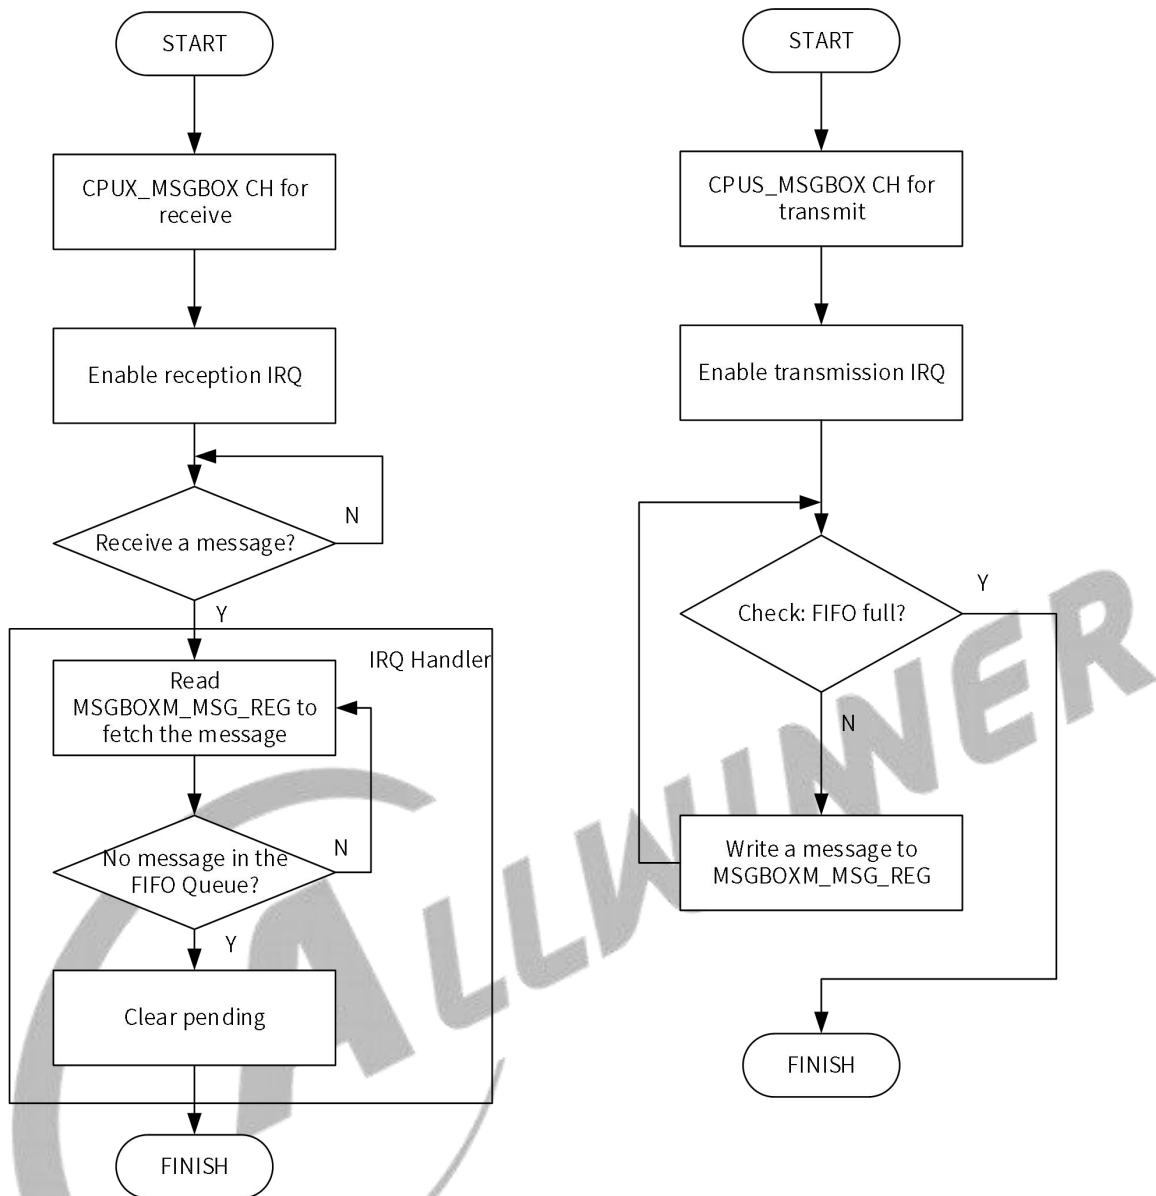 START
CPUX_MSGBOX CH for
receive
Enable reception IRQ
Receive a message?
N
Y
IRQ Handler
Read
MSGBOXM_MSG_REG to
fetch the message
No message in the
FIFO Queue?
N
Y
Clear pending
FINISH
START
CPUS_MSGBOX CH for
transmit
Enable transmission IRQ
Check: FIFO full?
Y
N
Write a message to
MSGBOXM_MSG_REG
FINISH
ALLWINNER